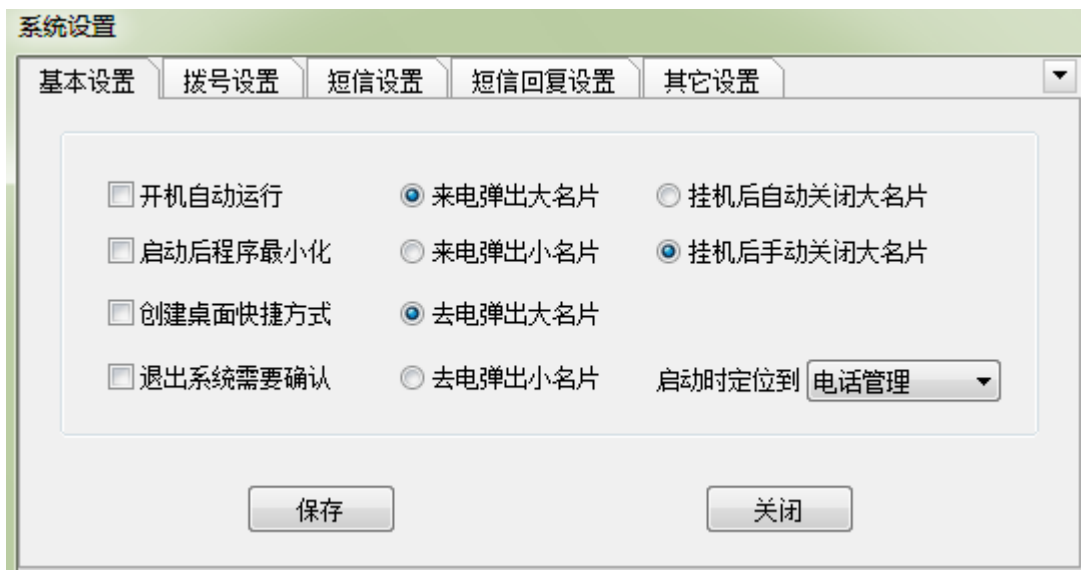 系统设置
基本设置 拨号设置 短信设置 短信回复设置 其它设置
开机自动运行 来电弹出大名片 挂机后自动关闭大名片
启动后程序最小化 来电弹出小名片 挂机后手动关闭大名片
创建桌面快捷方式 去电弹出大名片
退出系统需要确认 去电弹出小名片 启动时定位到 电话管理
保存 关闭